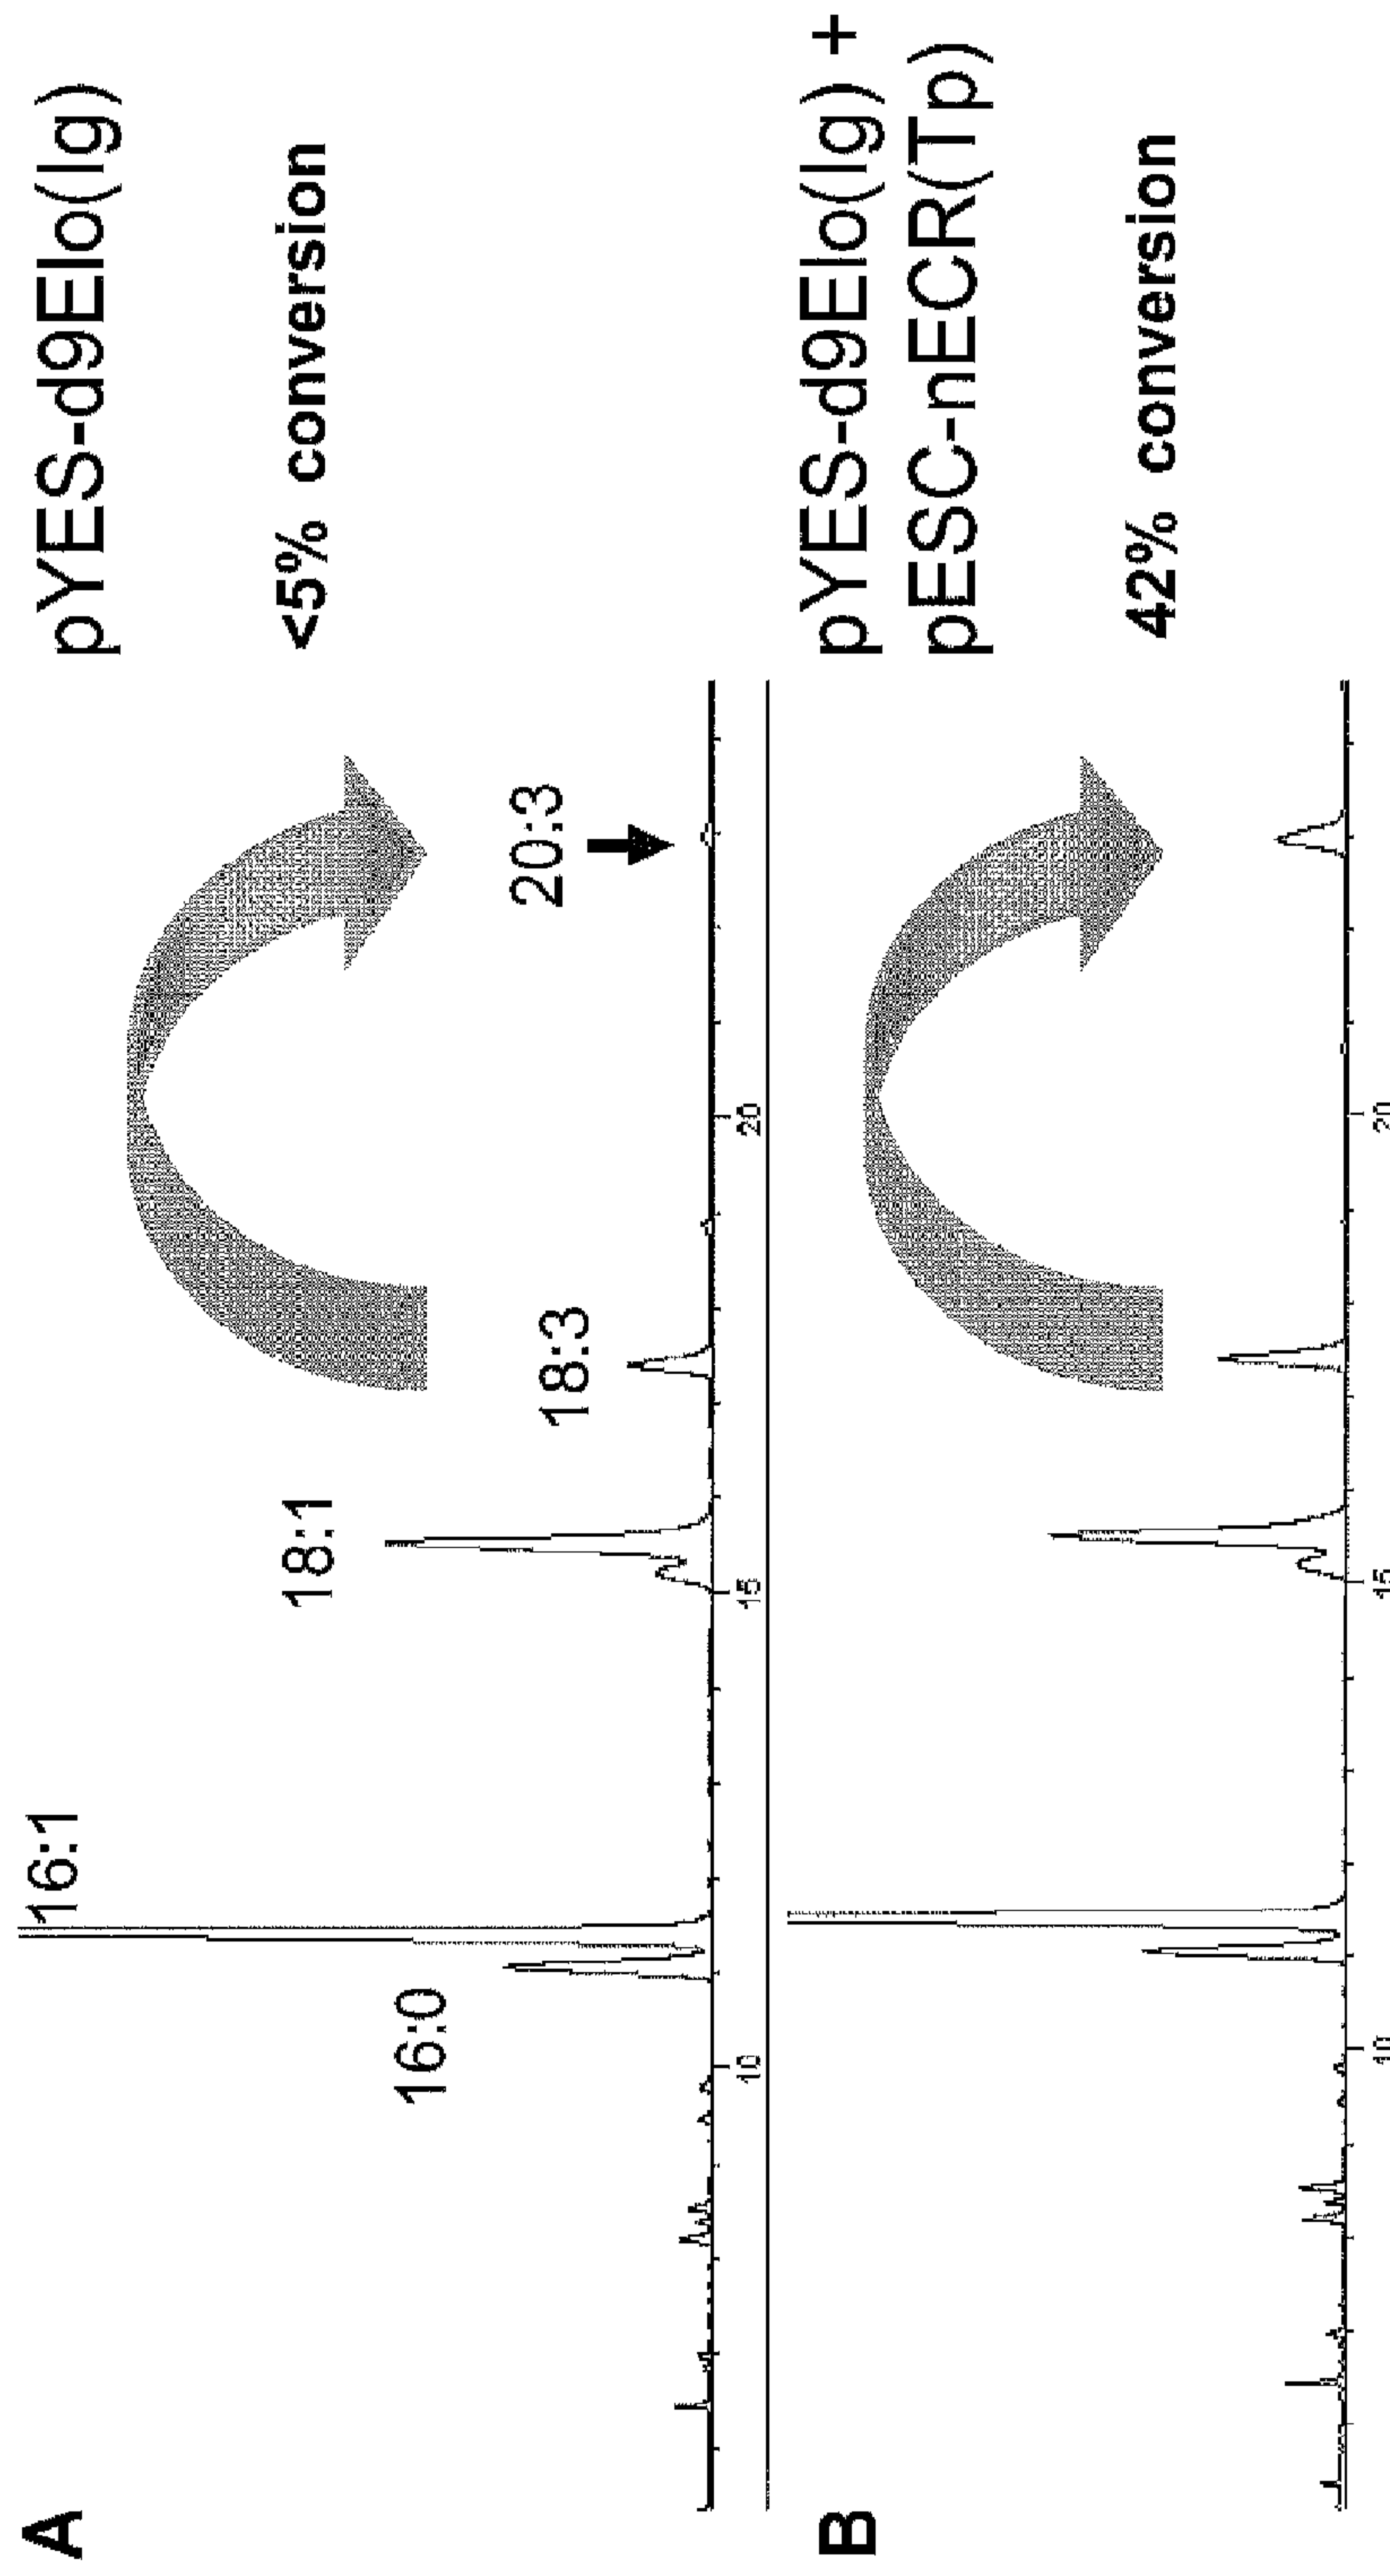 A
16:1
16:0
18:1
18:3
20:3
pYES-d9Elo(Ig)
<5% conversion
10
15
20
B
pYES-d9Elo(Ig) +
pESC-nECR(Tp)
42% conversion
10
15
20